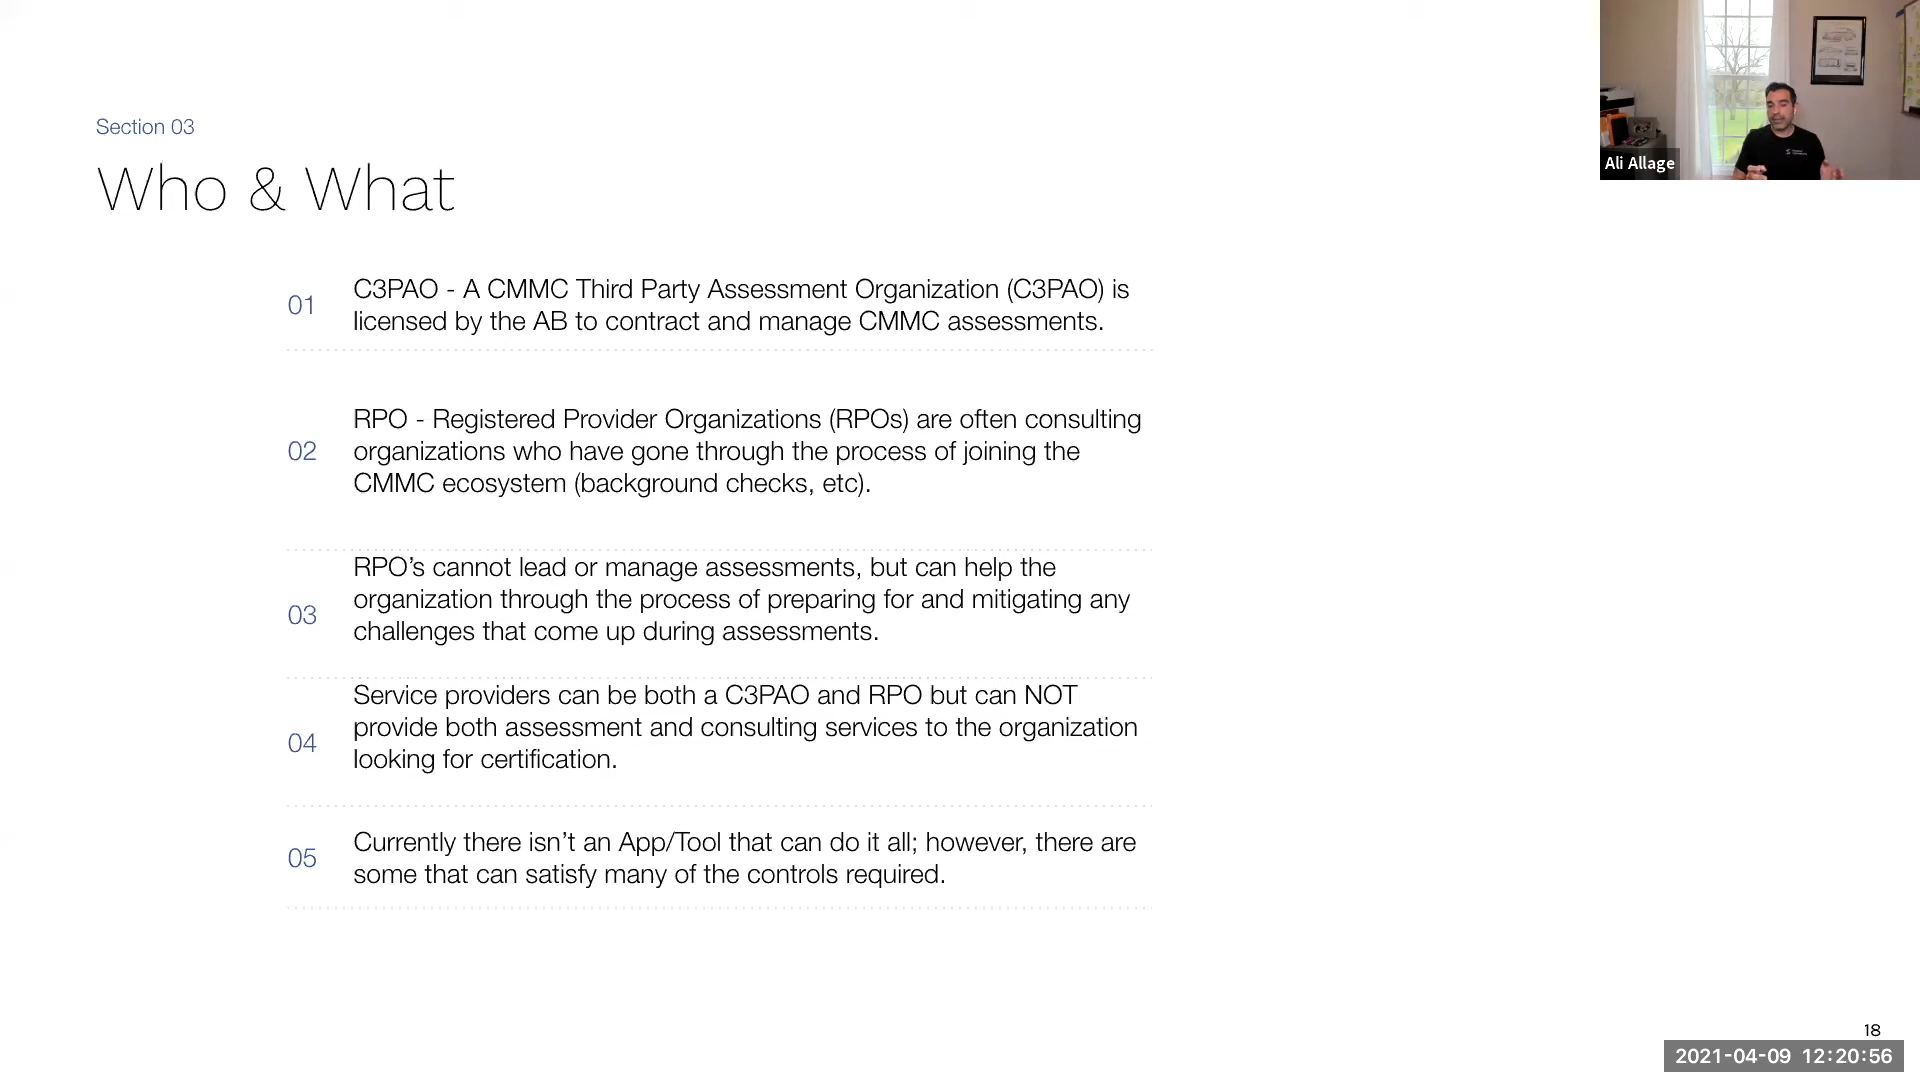 Section 03
Who & What
01
C3PAO - A CMMC Third Party Assessment Organization (C3PAO) is
licensed by the AB to contract and manage CMMC assessments.
02
RPO - Registered Provider Organizations (RPOs) are often consulting
organizations who have gone through the process of joining the
CMMC ecosystem (background checks, etc).
03
RPO’s cannot lead or manage assessments, but can help the
organization through the process of preparing for and mitigating any
challenges that come up during assessments.
04
Service providers can be both a C3PAO and RPO but can NOT
provide both assessment and consulting services to the organization
looking for certification.
05
Currently there isn’t an App/Tool that can do it all; however, there are
some that can satisfy many of the controls required.
Ali Allage
18
2021-04-09 12:20:56